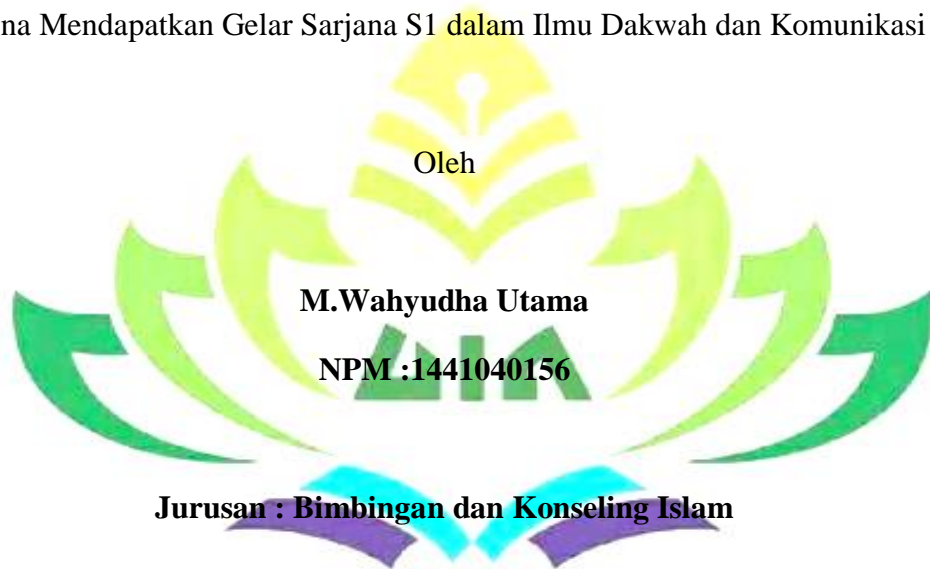 na Mendapatkan Gelar Sarjana S1 dalam Ilmu Dakwah dan Komunikasi
Oleh
M.Wahyudha Utama
NPM :1441040156
Jurusan : Bimbingan dan Konseling Islam